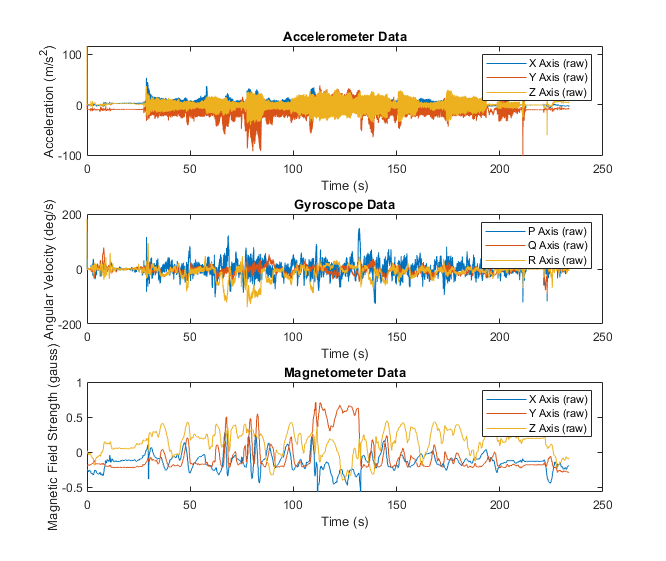 Accelerometer Data
Acceleration (m/s²)
100
0
-100
X Axis (raw)
Y Axis (raw)
Z Axis (raw)
0 50 100 150 200 250
Time (s)
Gyroscope Data
Angular Velocity (deg/s)
200
0
-200
P Axis (raw)
Q Axis (raw)
R Axis (raw)
0 50 100 150 200 250
Time (s)
Magnetometer Data
Magnetic Field Strength (gauss)
1
0.5
0
-0.5
X Axis (raw)
Y Axis (raw)
Z Axis (raw)
0 50 100 150 200 250
Time (s)